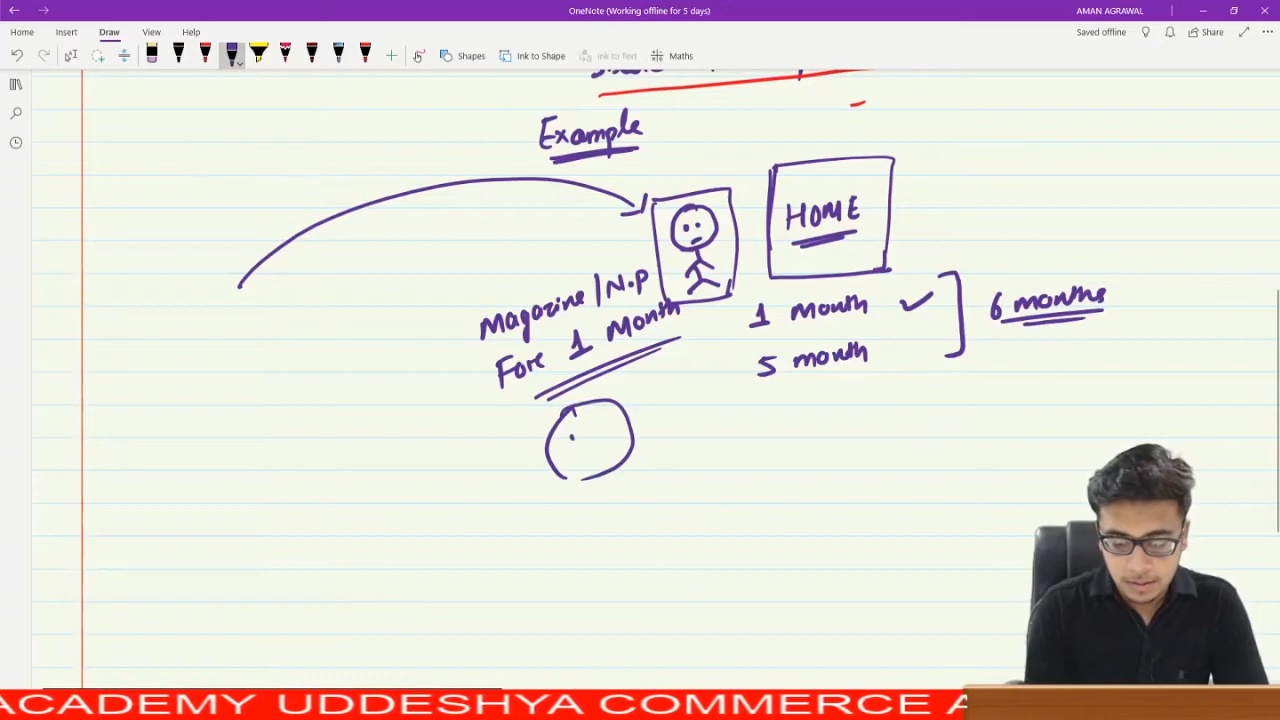 OneNote (Working offline for 5 days)
AMAN AGRAWAL
Home Insert Draw View Help
Saved offline
Share
Shapes
Ink to Shape
Ink to Text
Maths
Example
HOME
Magazine/N.P
Fore 1 Month
1 month
5 month
6 months
ACADEMY UDDESHYA COMMERCE A